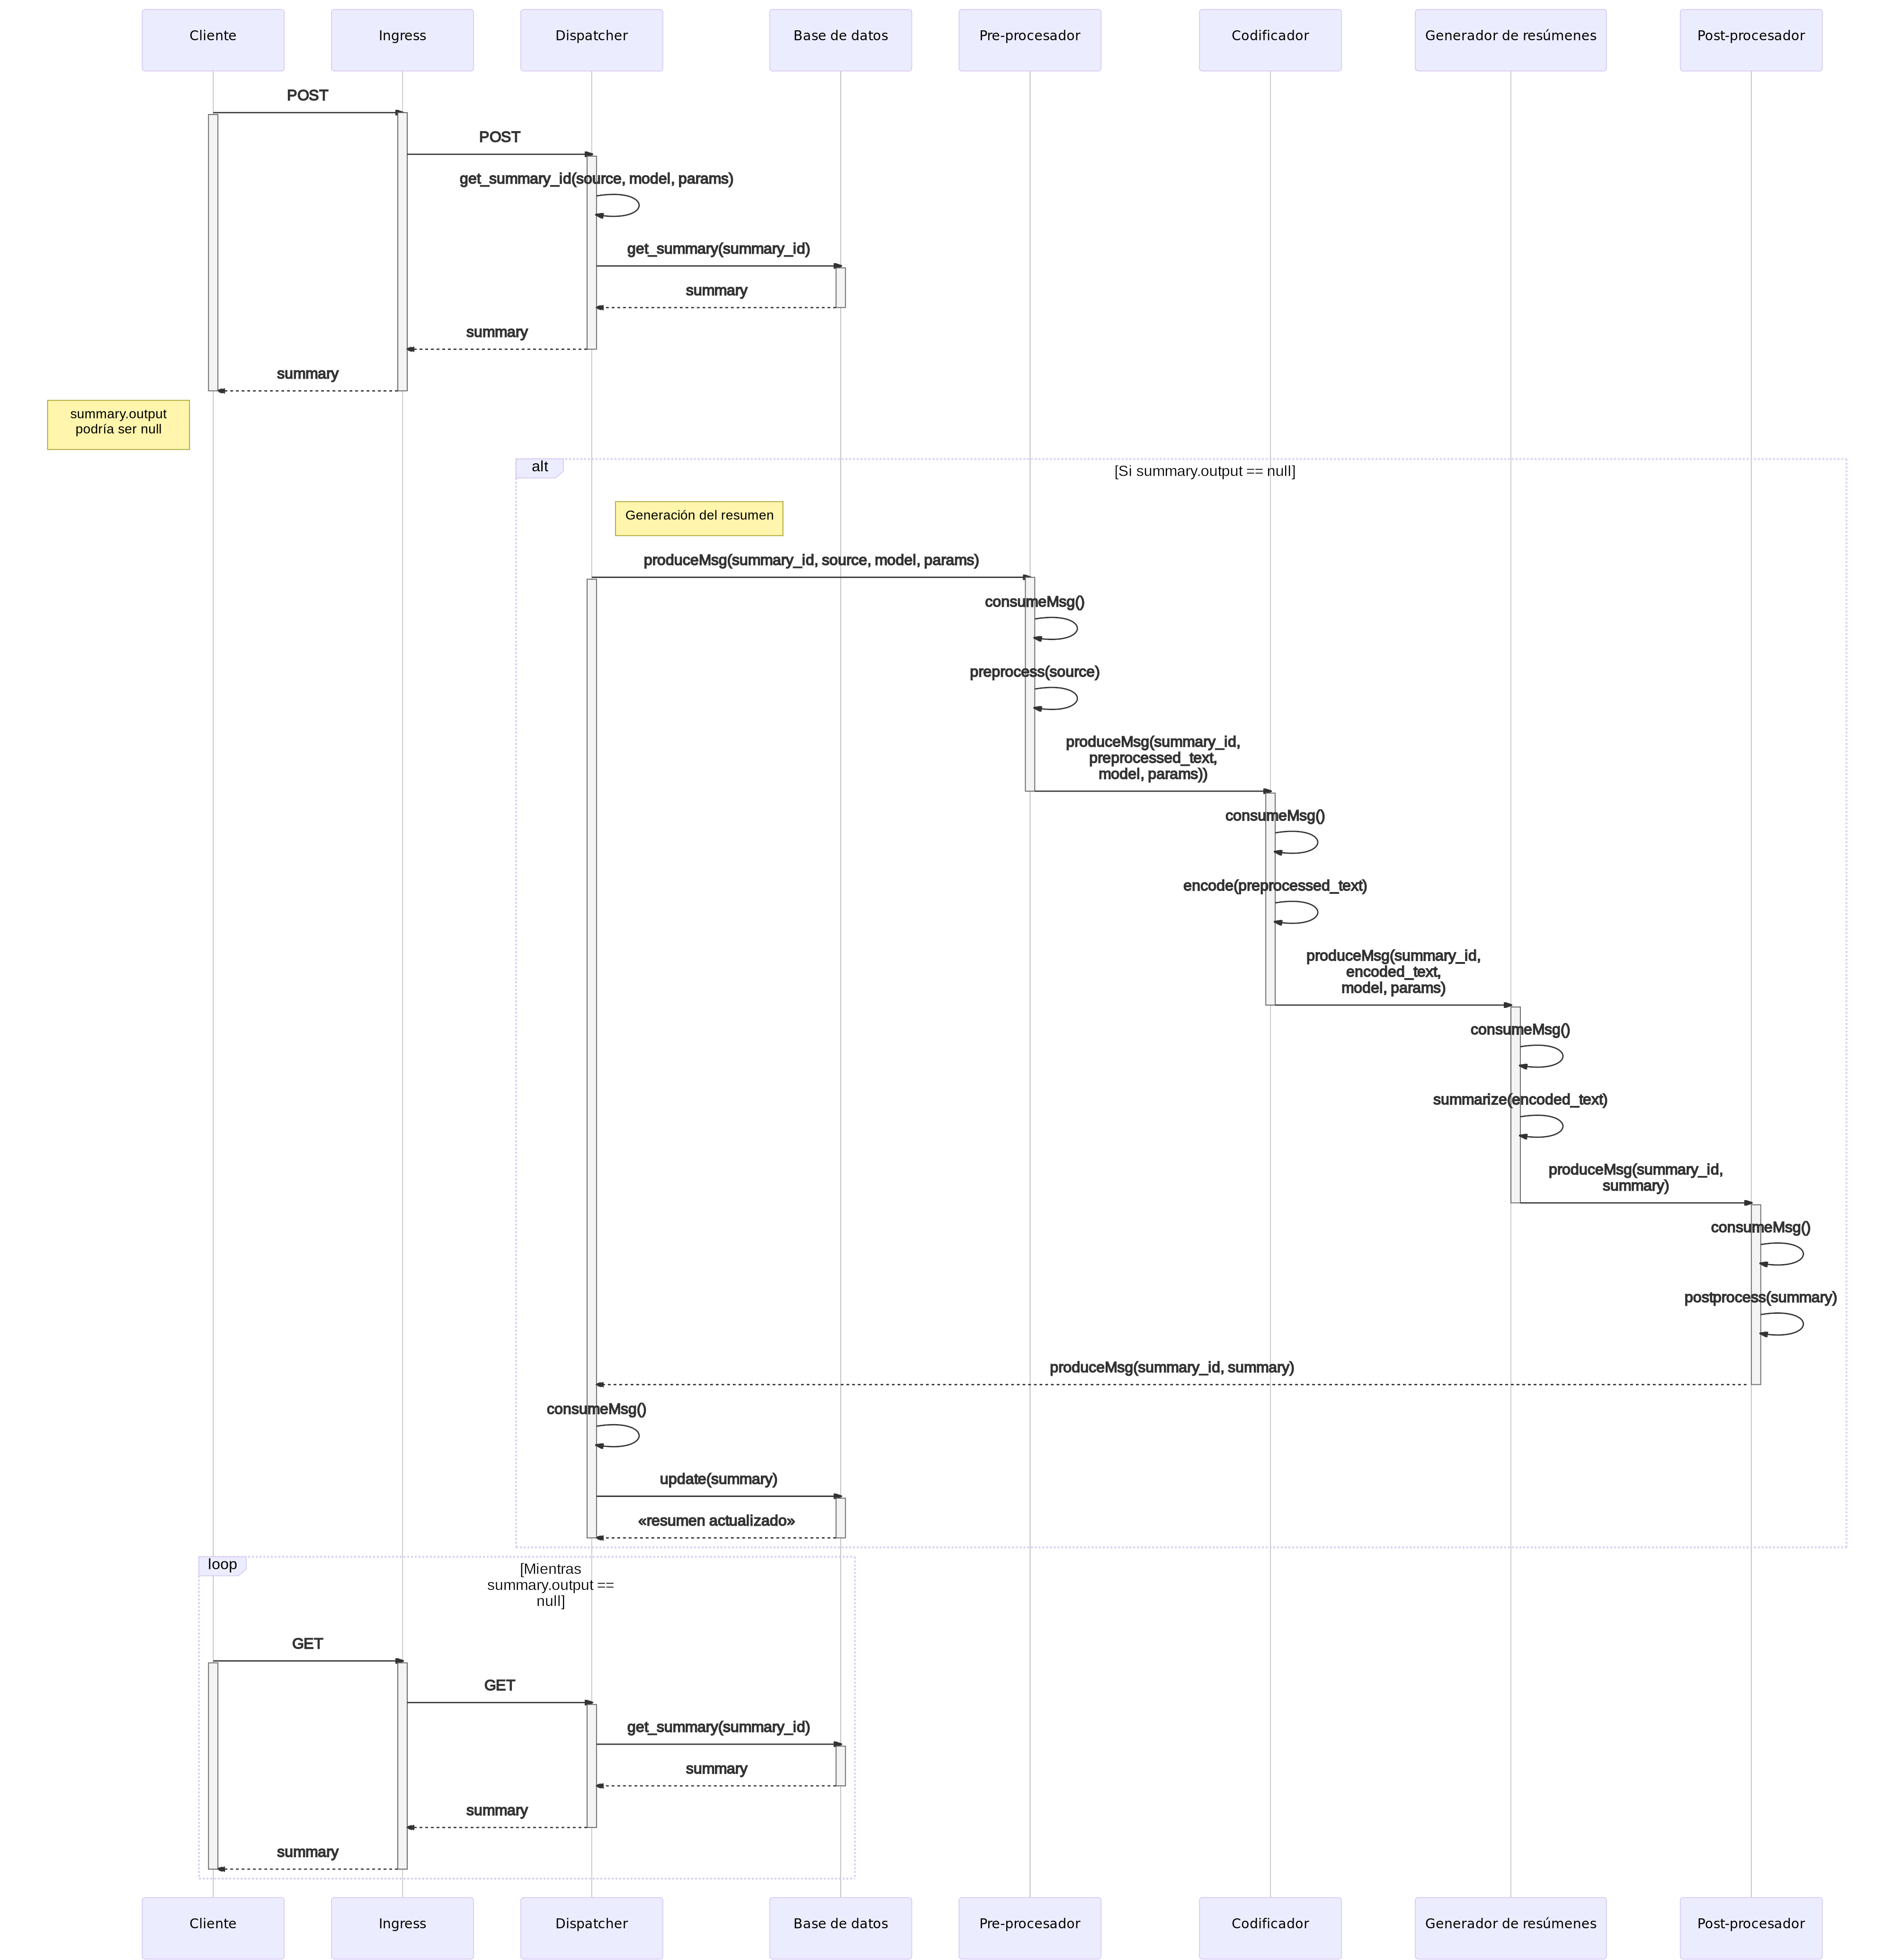 Cliente
Ingress
Dispatcher
Base de datos
Pre-procesador
Codificador
Generador de resúmenes
Post-procesador
POST
POST
get_summary_id(source, model, params)
get_summary(summary_id)
summary
summary
summary
summary.output
podría ser null
alt
[Si summary.output == null]
Generación del resumen
produceMsg(summary_id, source, model, params)
consumeMsg()
preprocess(source)
produceMsg(summary_id,
preprocessed_text,
model, params))
consumeMsg()
encode(preprocessed_text)
produceMsg(summary_id,
encoded_text,
model, params)
consumeMsg()
summarize(encoded_text)
produceMsg(summary_id,
summary)
consumeMsg()
postprocess(summary)
produceMsg(summary_id, summary)
consumeMsg()
update(summary)
«resumen actualizado»
loop
[Mientras
summary.output ==
null]
GET
GET
get_summary(summary_id)
summary
summary
summary
Cliente
Ingress
Dispatcher
Base de datos
Pre-procesador
Codificador
Generador de resúmenes
Post-procesador